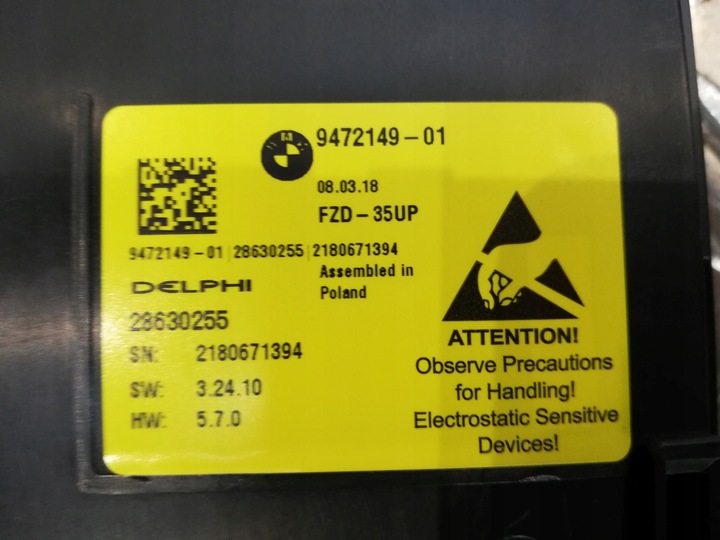 9472149-01
08.03.18
FZD-35UP
9472149-01|28630255|2180671394
Assembled in
Poland
DELPHI
28630255
SN: 2180671394
SW: 3.24.10
HW: 5.7.0
ATTENTION!
Observe Precautions
for Handling!
Electrostatic Sensitive
Devices!